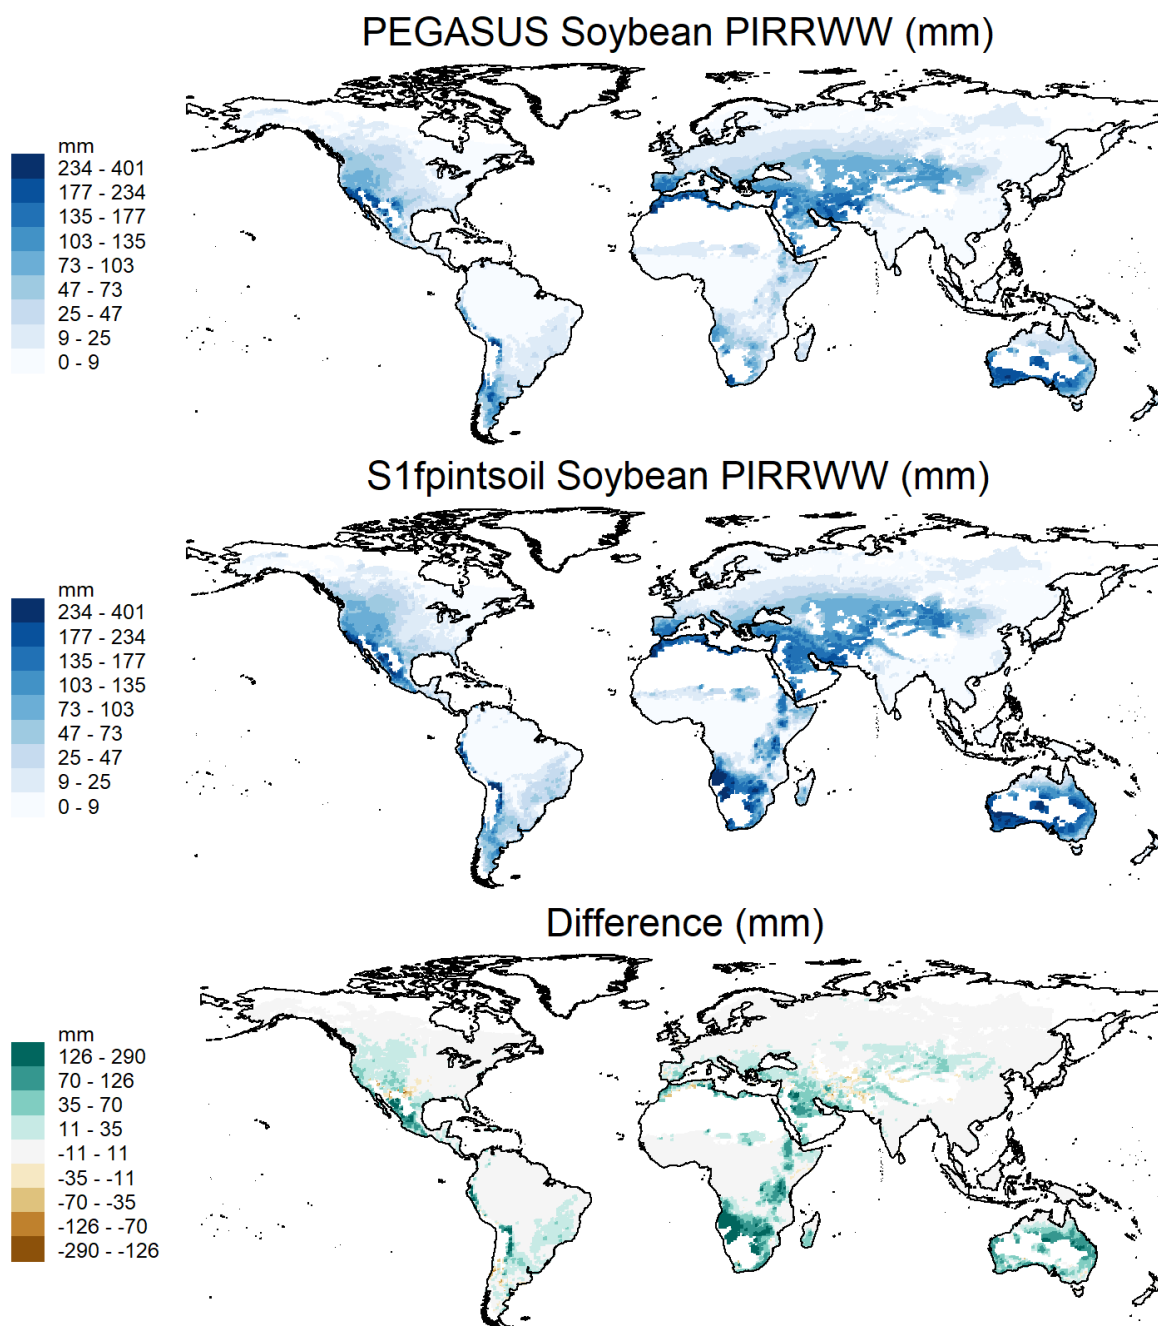 PEGASUS Soybean PIRRWW (mm)
mm
234 - 401
177 - 234
135 - 177
103 - 135
73 - 103
47 - 73
25 - 47
9 - 25
0 - 9
S1fpintsoil Soybean PIRRWW (mm)
mm
234 - 401
177 - 234
135 - 177
103 - 135
73 - 103
47 - 73
25 - 47
9 - 25
0 - 9
Difference (mm)
mm
126 - 290
70 - 126
35 - 70
11 - 35
-11 - 11
-35 - -11
-70 - -35
-126 - -70
-290 - -126